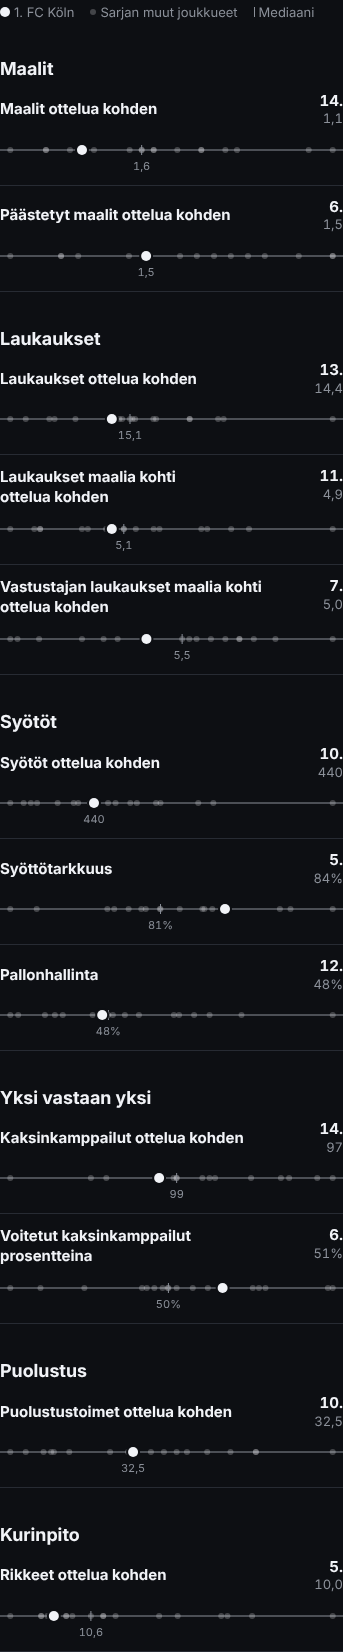 1. FC Köln Sarjan muut joukkueet Mediaani
Maalit
Maalit ottelua kohden 14.
1,1
1,6
Päästetyt maalit ottelua kohden 6.
1,5
1,5
Laukaukset
Laukaukset ottelua kohden 13.
14,4
15,1
Laukaukset maalia kohti 11.
ottelua kohden 4,9
5,1
Vastustajan laukaukset maalia kohti 7.
ottelua kohden 5,0
5,5
Syötöt
Syötöt ottelua kohden 10.
440
440
Syöttötarkkuus 5.
84%
81%
Pallonhallinta 12.
48%
48%
Yksi vastaan yksi
Kaksinkamppailut ottelua kohden 14.
97
99
Voitetut kaksinkamppailut 6.
prosentteina 51%
50%
Puolustus
Puolustustoimet ottelua kohden 10.
32,5
32,5
Kurinpito
Rikkeet ottelua kohden 5.
10,0
10,6